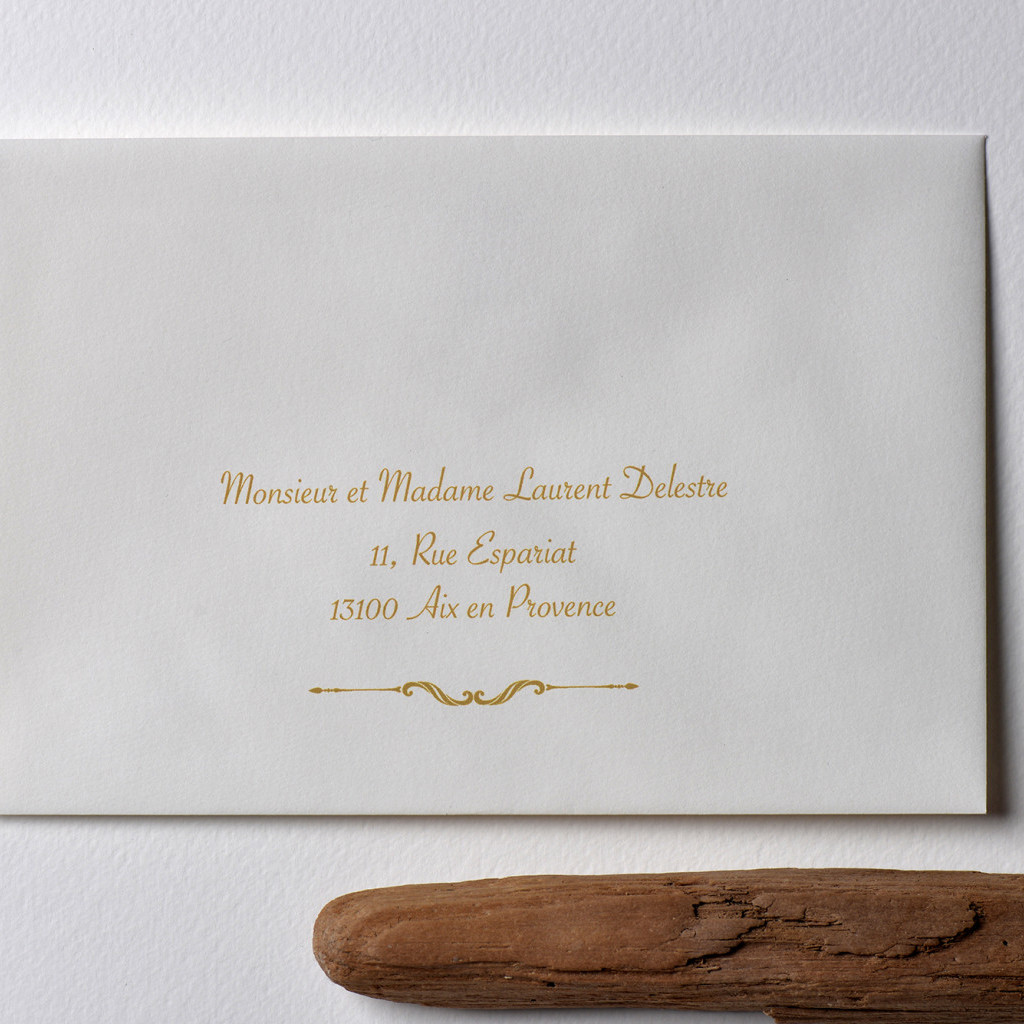 Monsieur et Madame Laurent Delestre
11, Rue Espariat
13100 Aix en Provence